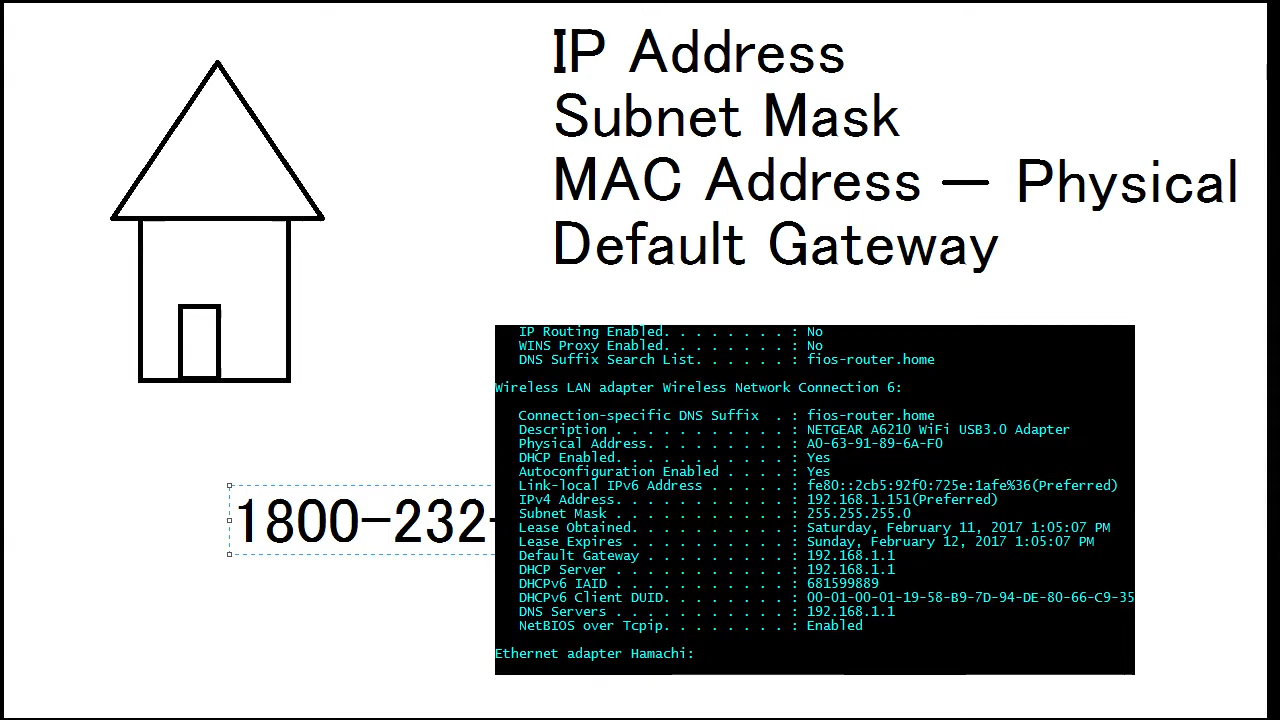 IP Address
Subnet Mask
MAC Address — Physical
Default Gateway
1800-232-
IP Routing Enabled. . . . . . . . : No
WINS Proxy Enabled. . . . . . . . : No
DNS Suffix Search List. . . . . . : fios-router.home
Wireless LAN adapter Wireless Network Connection 6:
Connection-specific DNS Suffix  . : fios-router.home
Description . . . . . . . . . . . : NETGEAR A6210 WiFi USB3.0 Adapter
Physical Address. . . . . . . . . : A0-63-91-89-6A-F0
DHCP Enabled. . . . . . . . . . . : Yes
Autoconfiguration Enabled . . . . : Yes
Link-local IPv6 Address . . . . . : fe80::2cb5:92f0:725e:1afe%36(Preferred)
IPv4 Address. . . . . . . . . . . : 192.168.1.151(Preferred)
Subnet Mask . . . . . . . . . . . : 255.255.255.0
Lease Obtained. . . . . . . . . . : Saturday, February 11, 2017 1:05:07 PM
Lease Expires . . . . . . . . . . : Sunday, February 12, 2017 1:05:07 PM
Default Gateway . . . . . . . . . : 192.168.1.1
DHCP Server . . . . . . . . . . . : 192.168.1.1
DHCPv6 IAID . . . . . . . . . . . : 681599889
DHCPv6 Client DUID. . . . . . . . : 00-01-00-01-19-58-B9-7D-94-DE-80-66-C9-35
DNS Servers . . . . . . . . . . . : 192.168.1.1
NetBIOS over Tcpip. . . . . . . . : Enabled
Ethernet adapter Hamachi: